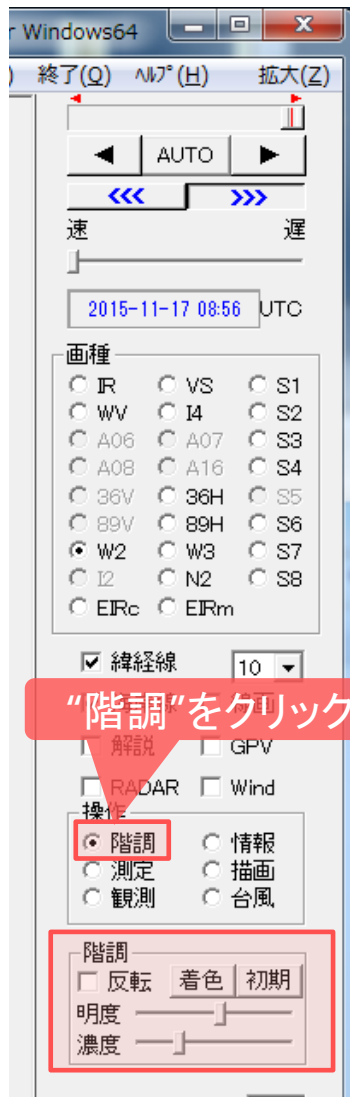 r Windows64
) 終了(Q) ﾍﾙﾌﾟ(H) 拡大(Z)
AUTO
<<< >>>
速 遅
2015-11-17 08:56 UTC
画種
IR VS S1
WV I4 S2
A06 A07 S3
A08 A16 S4
36V 36H S5
89V 89H S6
W2 W3 S7
I2 N2 S8
EIRc EIRm
緯経線 10
“階調”をクリック
解説 GPV
RADAR Wind
操作
階調 情報
測定 描画
観測 台風
階調
反転 着色 初期
明度
濃度